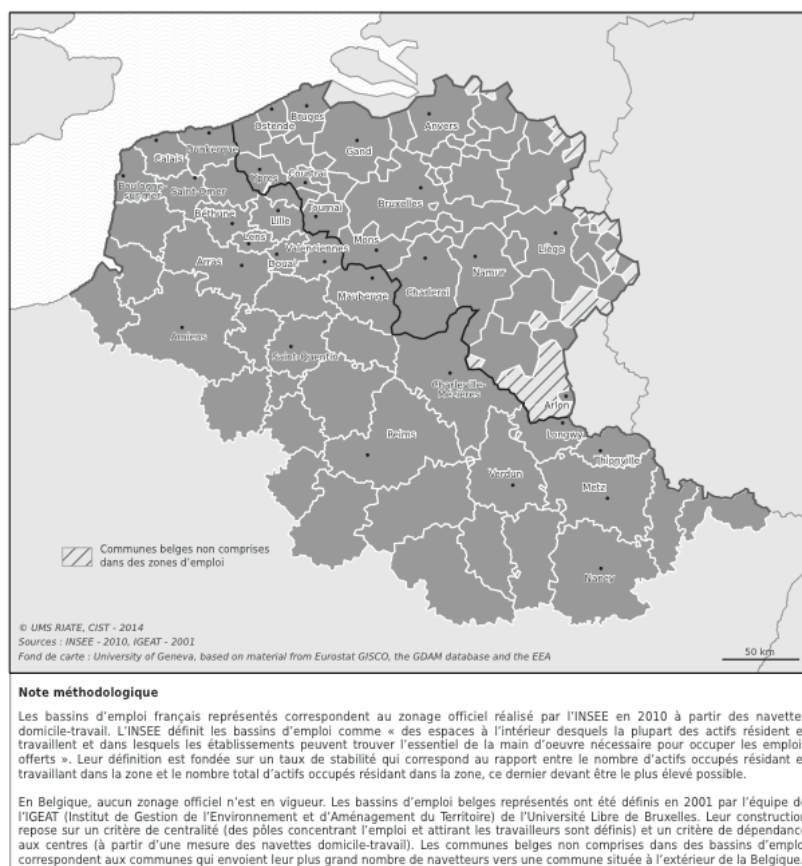 Bruges
Ostende
Anvers
Dunkerque
Calais
Gand
Ypres
Courtrai
Boulogne-
sur-mer
Saint-Omer
Bruxelles
Tournai
Béthune
Lille
Lens
Valenciennes
Mons
Liège
Arras
Douai
Namur
Maubeuge
Charleroi
Amiens
Saint-Quentin
Charleville-
Mézières
Arlon
Longwy
Reims
Thionville
Verdun
Metz
Nancy
Communes belges non comprises
dans des zones d'emploi
© UMS RIATE, CIST - 2014
Sources : INSEE - 2010, IGEAT - 2001
Fond de carte : University of Geneva, based on material from Eurostat GISCO, the GDAM database and the EEA
50 km
Note méthodologique
Les bassins d'emploi français représentés correspondent au zonage officiel réalisé par l'INSEE en 2010 à partir des navette
domicile-travail. L'INSEE définit les bassins d'emploi comme « des espaces à l'intérieur desquels la plupart des actifs résident e
travaillent et dans lesquels les établissements peuvent trouver l'essentiel de la main d'oeuvre nécessaire pour occuper les emploi
offerts ». Leur définition est fondée sur un taux de stabilité qui correspond au rapport entre le nombre d'actifs occupés résidant e
travaillant dans la zone et le nombre total d'actifs occupés résidant dans la zone, ce dernier devant être le plus élevé possible.
En Belgique, aucun zonage officiel n'est en vigueur. Les bassins d'emploi belges représentés ont été définis en 2001 par l'équipe d
l'IGEAT (Institut de Gestion de l'Environnement et d'Aménagement du Territoire) de l'Université Libre de Bruxelles. Leur construction
repose sur un critère de centralité (des pôles concentrant l'emploi et attirant les travailleurs sont définis) et un critère de dépendanc
aux centres (à partir d'une mesure des navettes domicile-travail). Les communes belges non comprises dans des bassins d'emplo
correspondent aux communes qui envoient leur plus grand nombre de navetteurs vers une commune située à l'extérieur de la Belgique